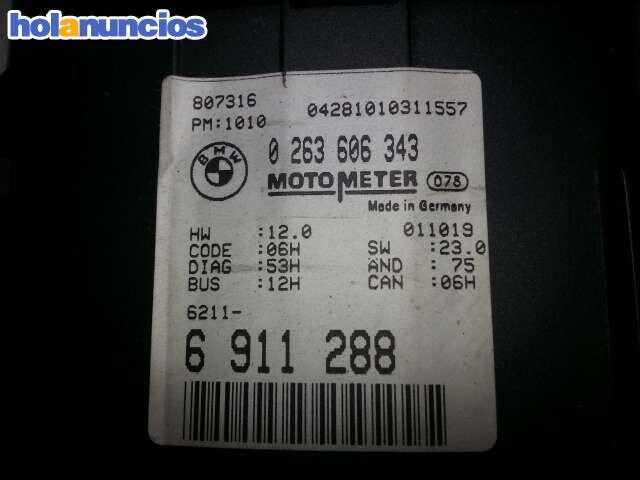 holanuncios
807316 04281010311557
PM:1010
BMW
0 263 606 343
MOTOMETER 078
Made in Germany
HW :12.0 011019
CODE :06H SW :23.0
DIAG :53H AND : 75
BUS :12H CAN :06H
6211-
6 911 288